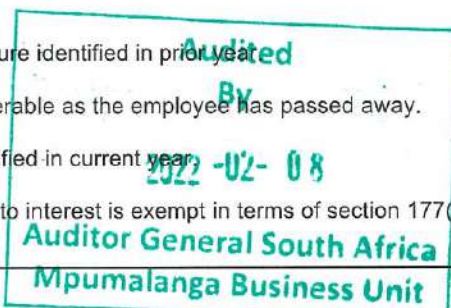 ure identified in prior year.
Audited
By
erable as the employee has passed away.
fied in current year.
2022 -02- 08
to interest is exempt in terms of section 177(
Auditor General South Africa
Mpumalanga Business Unit